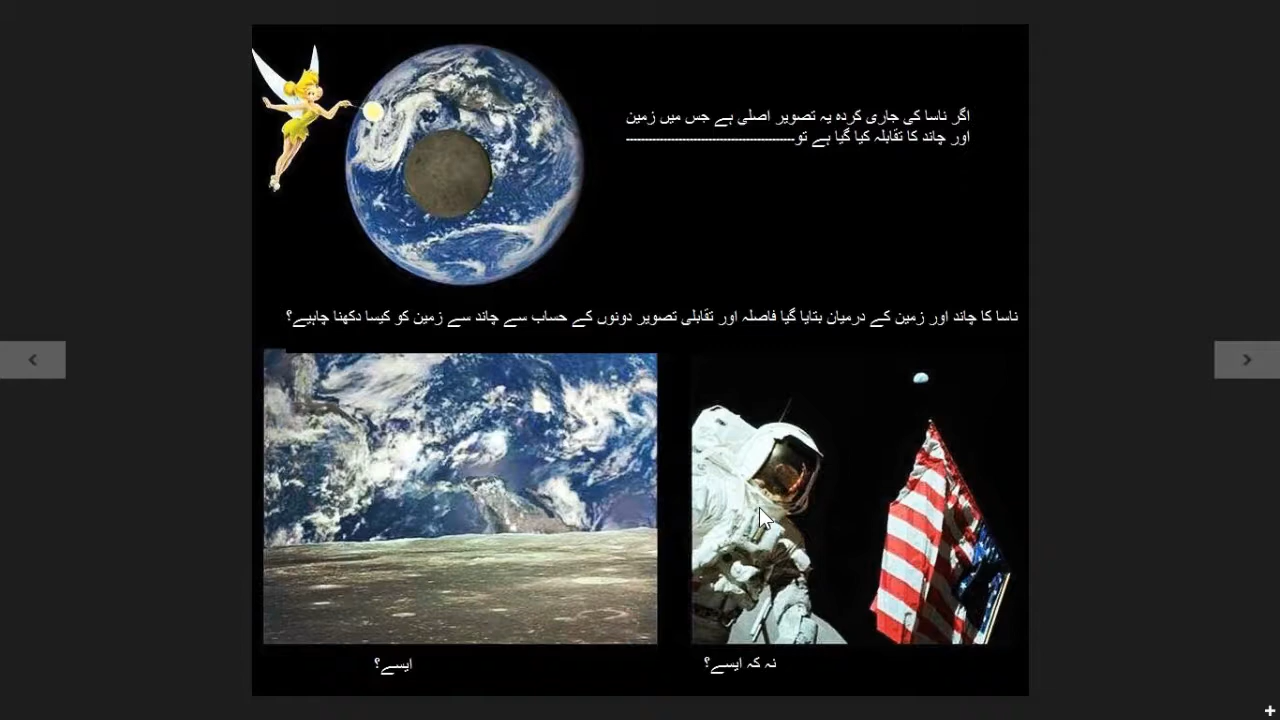 اگر ناسا کی جاری کردہ یہ تصویر اصلی ہے جس میں زمین
اور چاند کا تقابلہ کیا گیا ہے تو------------------------------------------
ناسا کا چاند اور زمین کے درمیان بتایا گیا فاصلہ اور تقابلی تصویر دونوں کے حساب سے چاند سے زمین کو کیسا دکھنا چاہیے؟
نہ کہ ایسے؟
ایسے؟